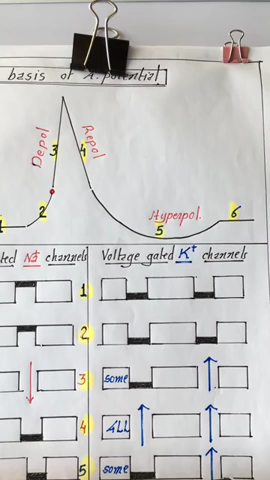 basis of A.potential
Depol
3
4
Repol
1
2
Hyperpol.
5
6
ted Na+ channels
Voltage gated K+ channels
1
2
3
some
4
ALL
5
some